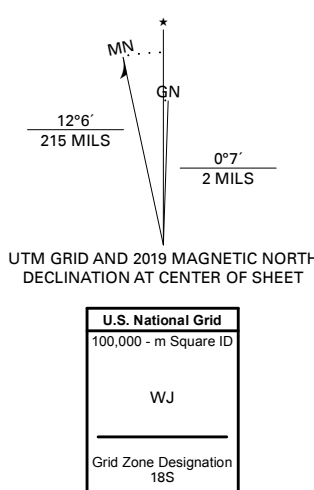 ★
MN
GN
12°6´
215 MILS
0°7´
2 MILS
UTM GRID AND 2019 MAGNETIC NORTH
DECLINATION AT CENTER OF SHEET
U.S. National Grid
100,000 - m Square ID
WJ
Grid Zone Designation
18S